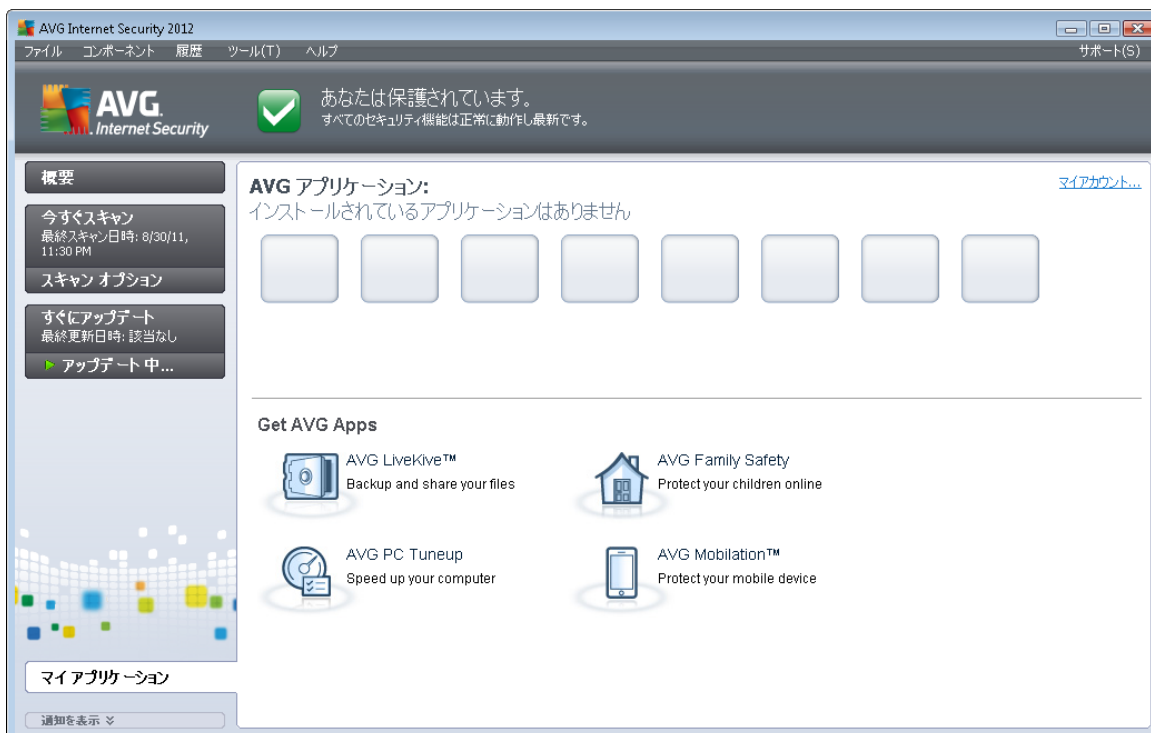 AVG Internet Security 2012
ファイル コンポーネント 履歴 ツール(T) ヘルプ サポート(S)
AVG.
Internet Security
あなたは保護されています。
すべてのセキュリティ機能は正常に動作し最新です。
概要
今すぐスキャン
最終スキャン日時: 8/30/11,
11:30 PM
スキャン オプション
すぐにアップデート
最終更新日時: 該当なし
アップデート 中...
マイ アプリケーション
通知を表示
AVG アプリケーション:
マイアカウント...
インストールされているアプリケーションはありません
Get AVG Apps
AVG LiveKive™
Backup and share your files
AVG Family Safety
Protect your children online
AVG PC Tuneup
Speed up your computer
AVG Mobilation™
Protect your mobile device